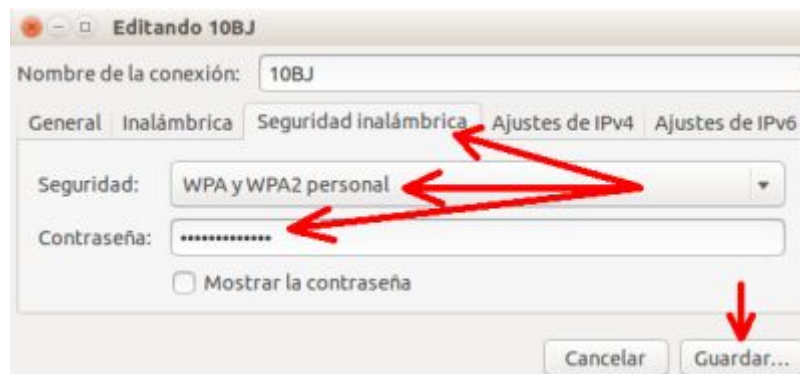 Editando 10BJ
Nombre de la conexión: 10BJ
General Inalámbrica Seguridad inalámbrica Ajustes de IPv4 Ajustes de IPv6
Seguridad: WPA y WPA2 personal
Contraseña: •••••••••••••
Mostrar la contraseña
Cancelar Guardar...